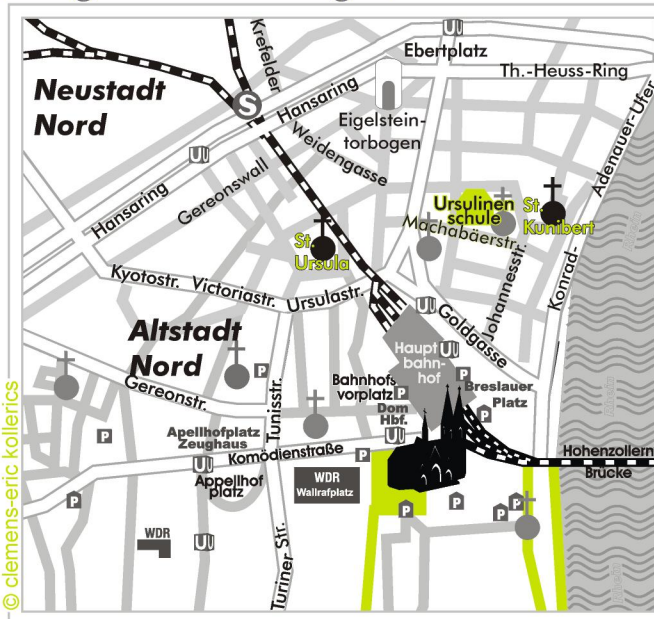 Ebertplatz
Krefelder
Th.-Heuss-Ring
Neustadt
Nord
S
Hansaring
Eigelstein-
torbogen
Weidengasse
Adenauer-Ufer
Gereonswall
Hansaring
Ursulinen
schule
St.
Kunibert
Machabäerstr.
St.
Ursula
Johannesstr.
Konrad-
Kyotostr.
Victoriastr.
Ursulastr.
Goldgasse
Altstadt
Nord
Haupt
bahn-
hof
Rhein
P
Bahnhofs
vorplatz
P
P
Breslauer
Platz
Gereonstr.
Tunisstr.
Dom
Hbf.
P
P
Apellhofplatz
Zeughaus
Komödienstraße
P
Hohenzollern
Brücke
Appellhof
platz
WDR
Wallrafplatz
P
P
P
P
P
WDR
Turiner Str.
© clemens-eric kollerics